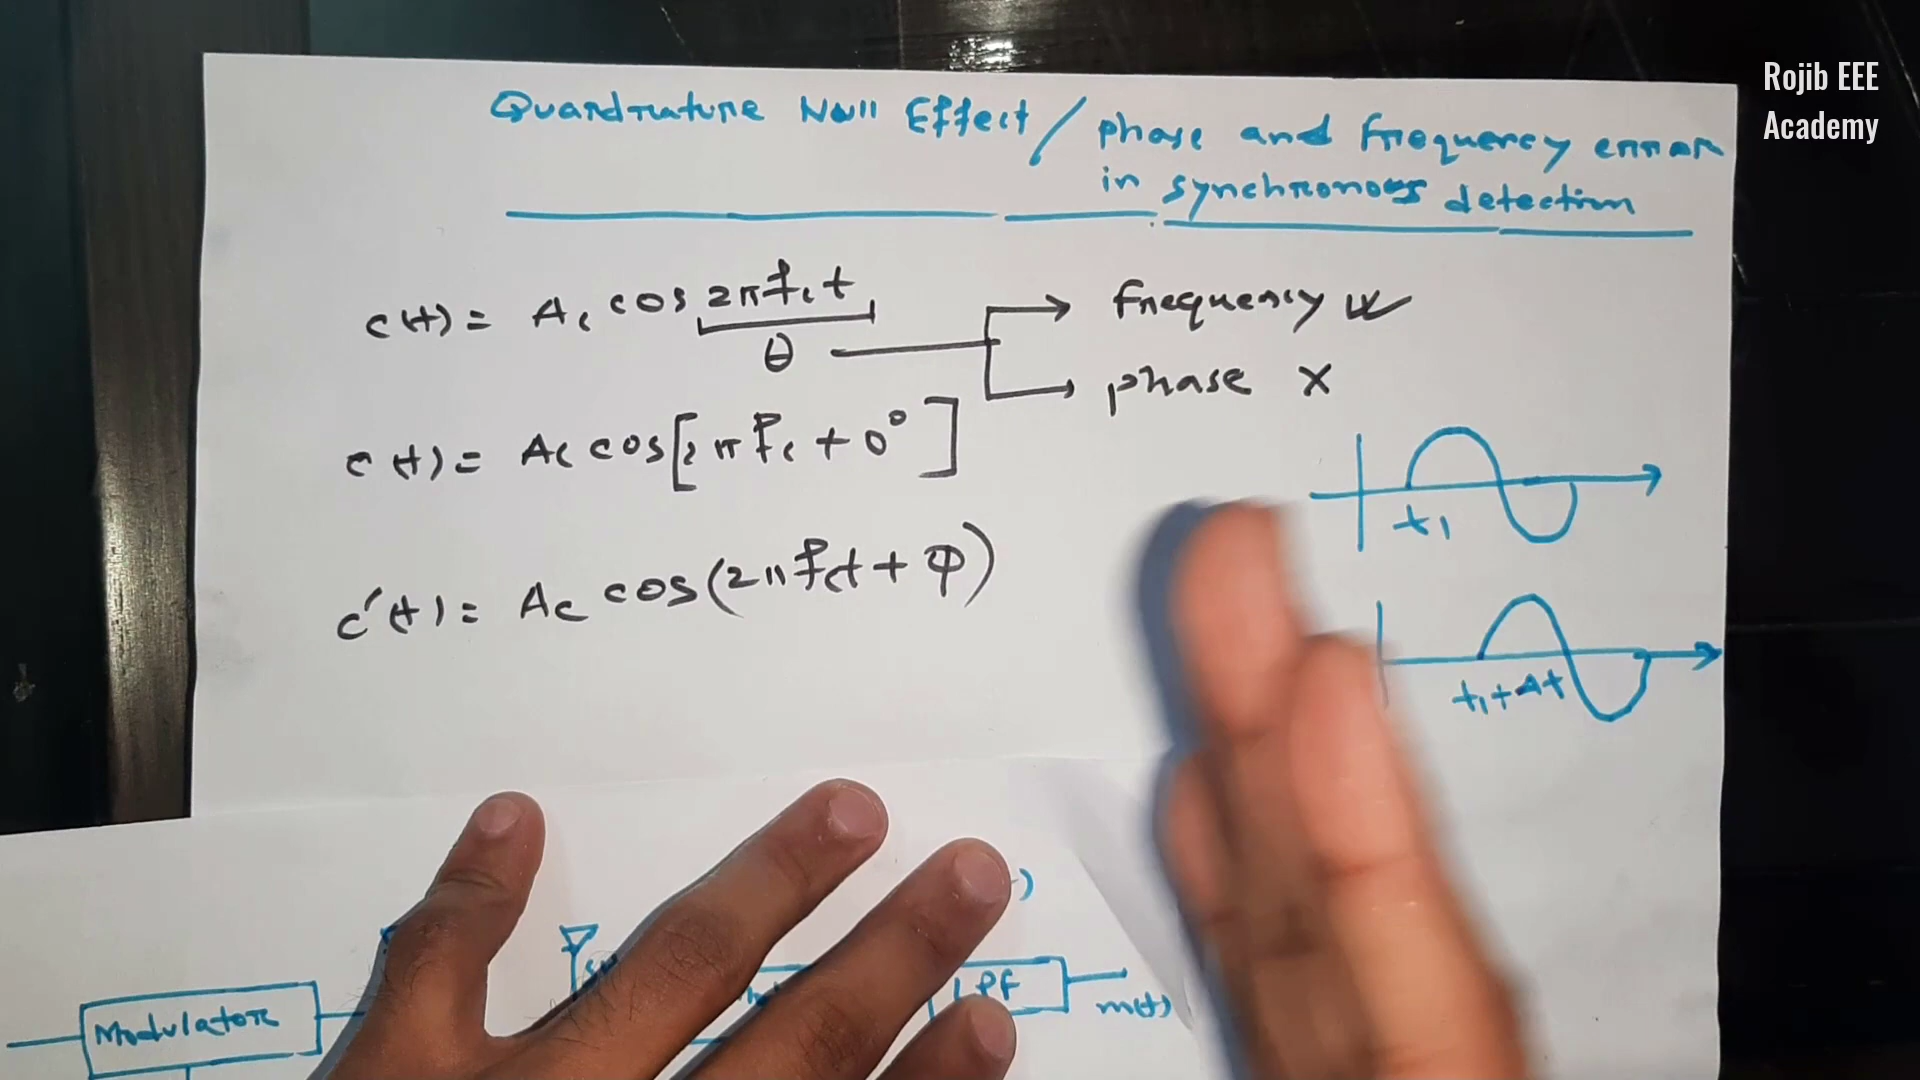 Rojib EEE
Academy
Quadrature Null Effect / phase and frequency error
in synchronous detection
c(t) = Ac cos 2πfct
θ
frequency
phase X
c(t) = Ac cos[2πfc + 0°]
c'(t) = Ac cos(2πfct + φ)
t1
t1+Δt
Modulator
LPF
m(t)